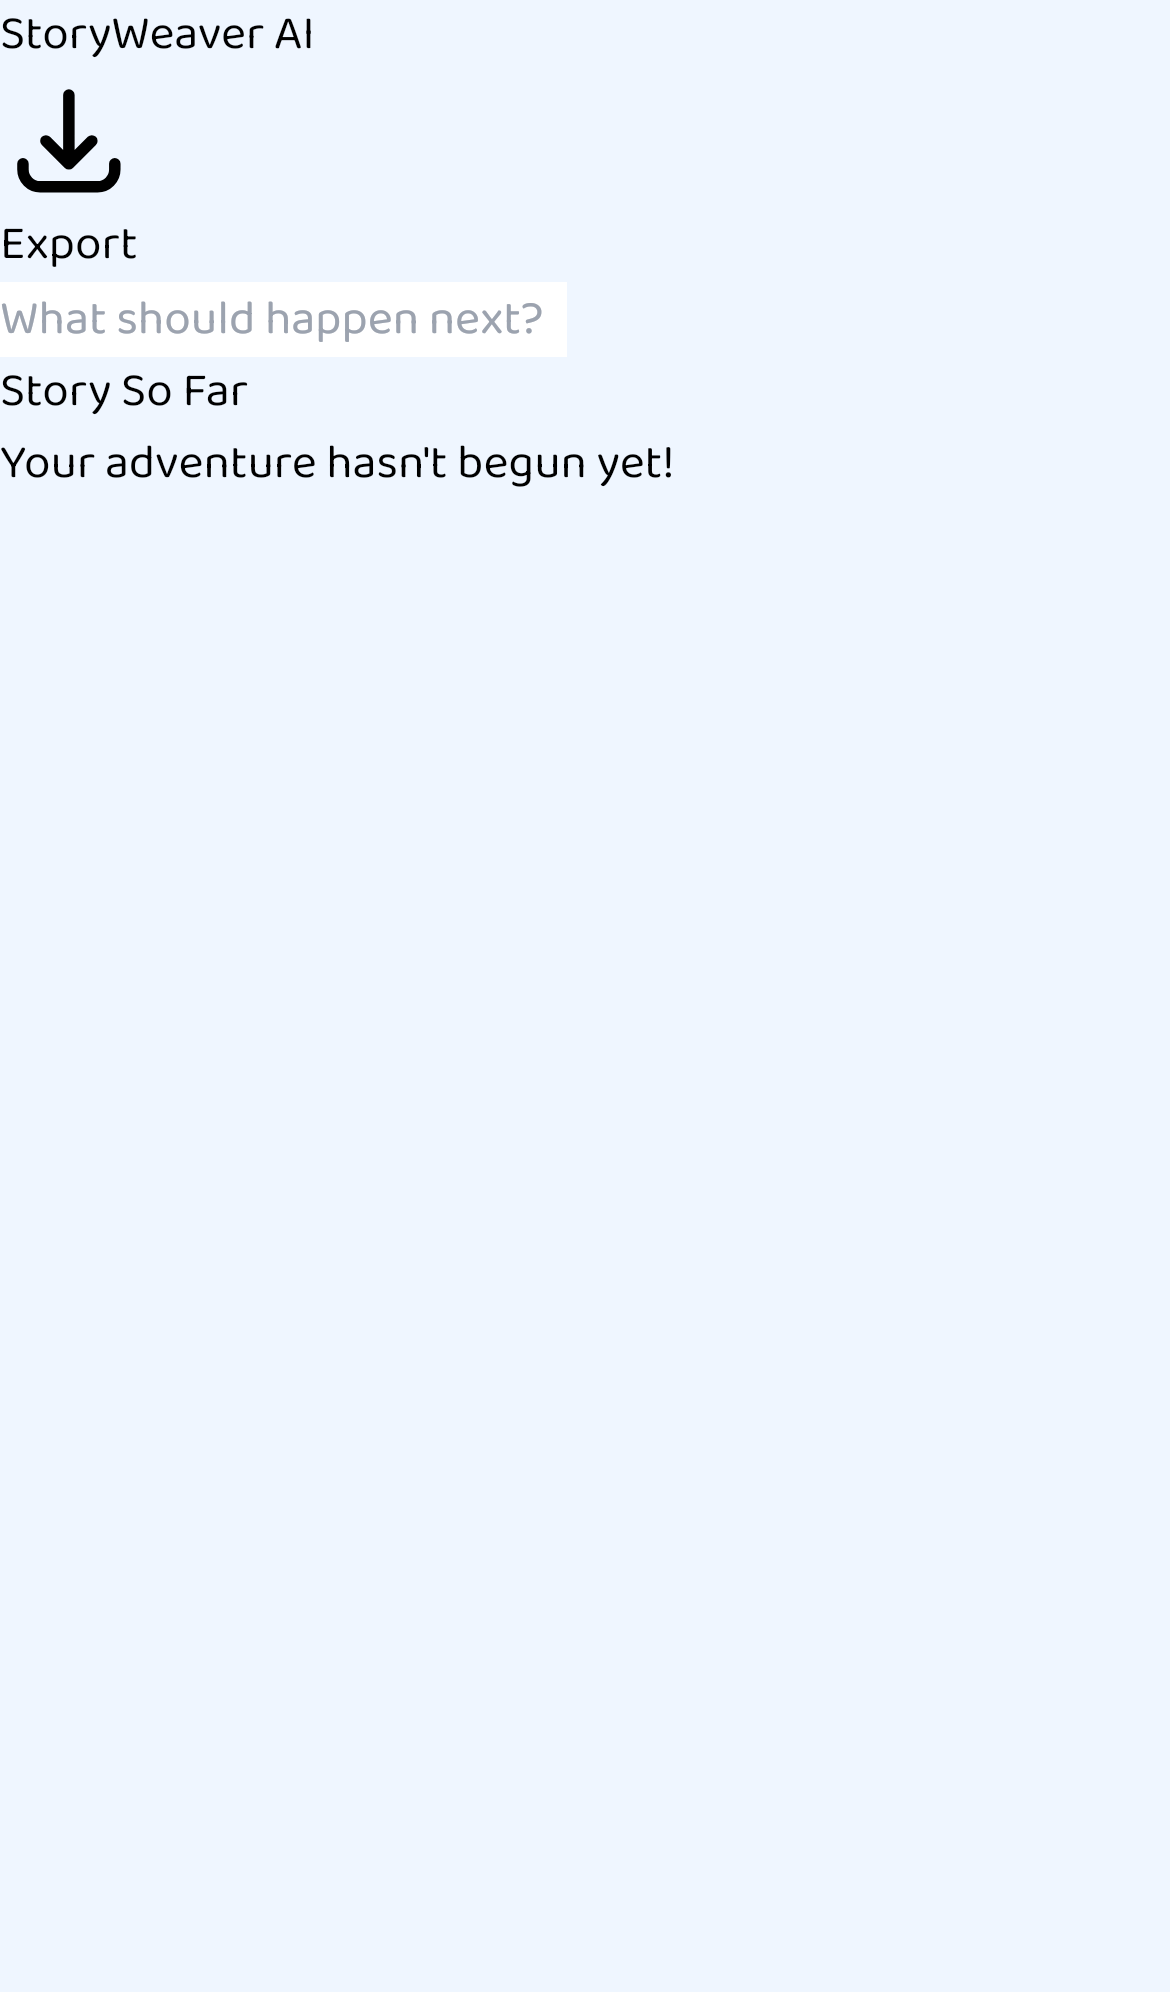 StoryWeaver AI
Export
What should happen next?
Story So Far
Your adventure hasn't begun yet!